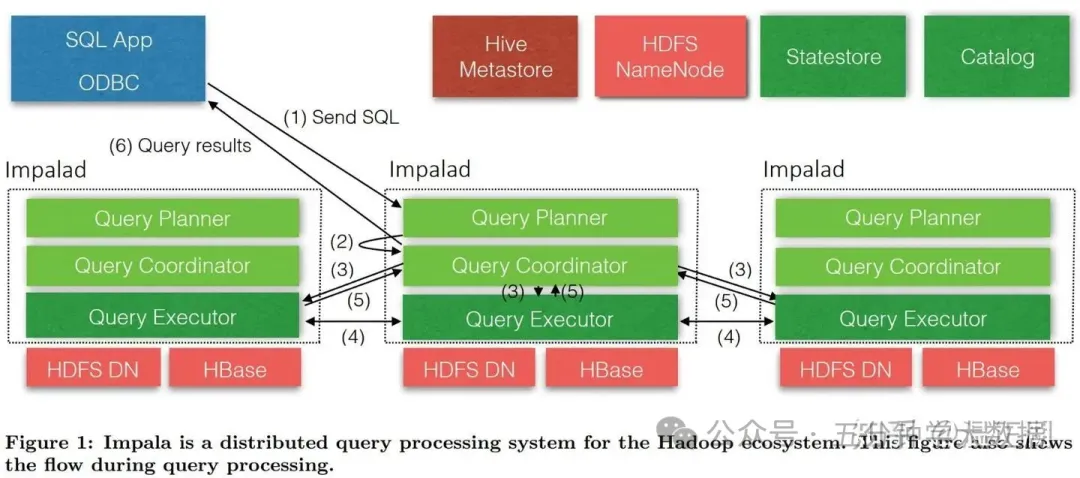 SQL App
ODBC
Hive
Metastore
HDFS
NameNode
Statestore
Catalog
(1) Send SQL
(6) Query results
Impalad
Impalad
Impalad
Query Planner
Query Planner
Query Planner
(2)
Query Coordinator
Query Coordinator
Query Coordinator
(3)
(3)
(5)
(3)
(5)
(5)
Query Executor
Query Executor
Query Executor
(4)
(4)
HDFS DN
HBase
HDFS DN
HBase
HDFS DN
HBase
Figure 1: Impala is a distributed query processing system for the Hadoop ecosystem. This figure also shows
the flow during query processing.
公众号·五分钟学大数据